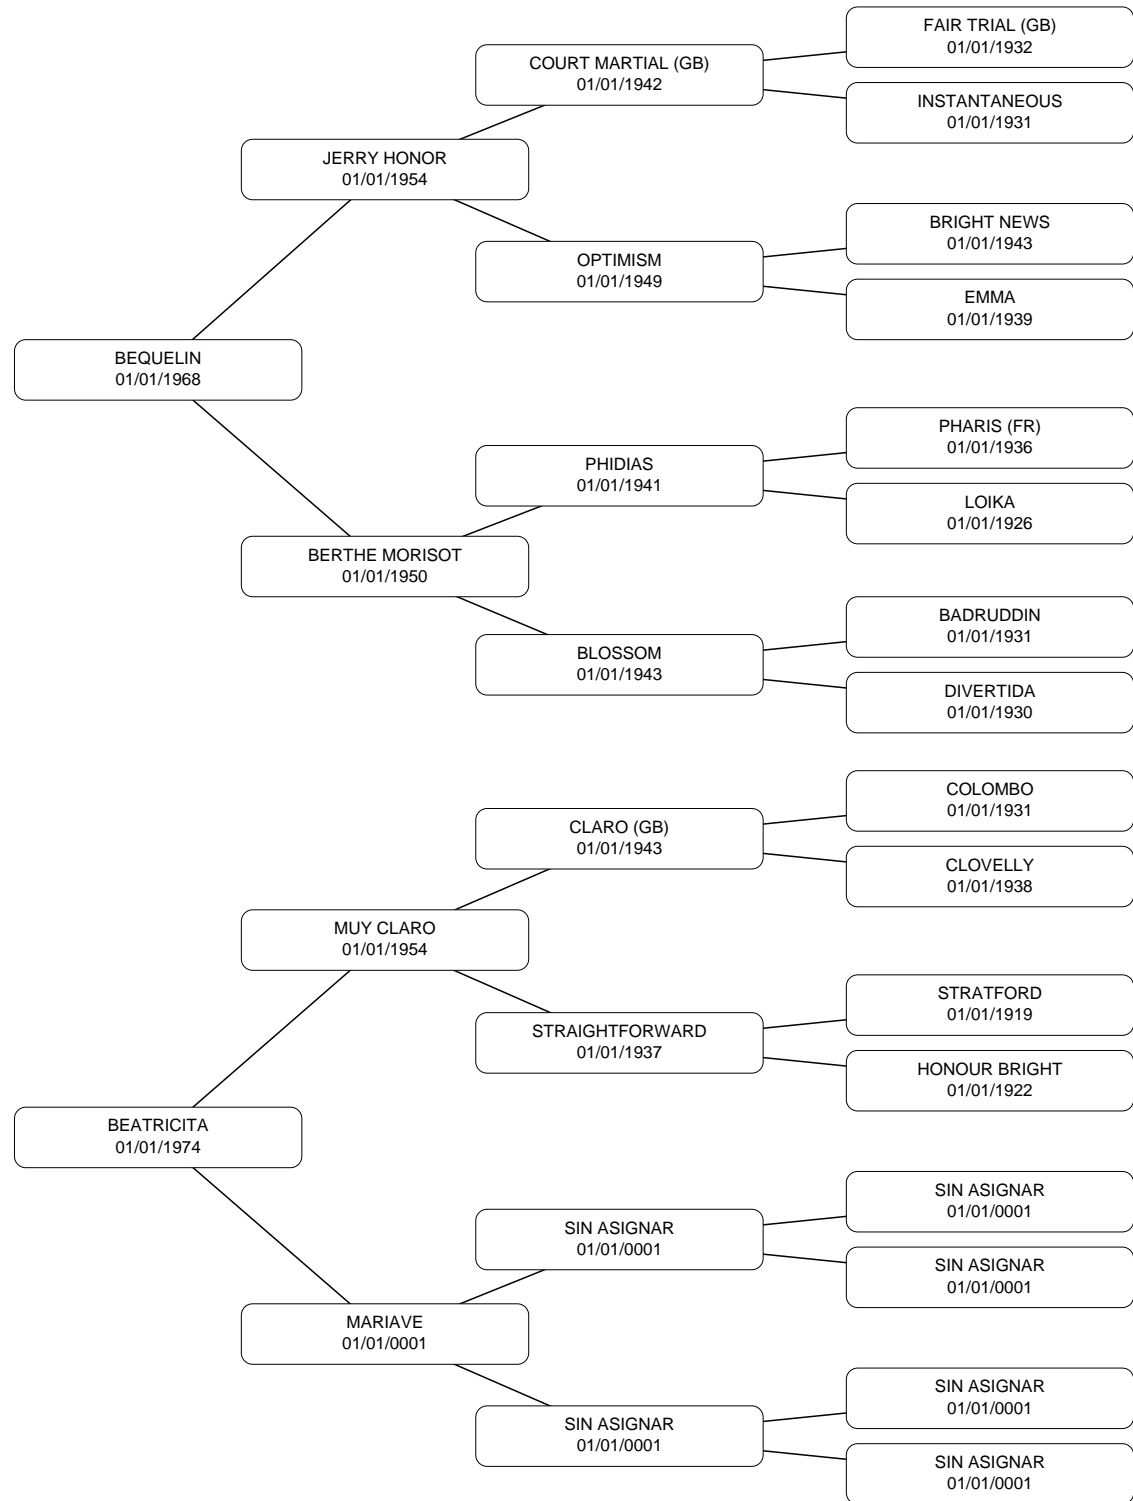 FAIR TRIAL (GB)
01/01/1932
COURT MARTIAL (GB)
01/01/1942
INSTANTANEOUS
01/01/1931
JERRY HONOR
01/01/1954
BRIGHT NEWS
01/01/1943
OPTIMISM
01/01/1949
EMMA
01/01/1939
BEQUELIN
01/01/1968
PHARIS (FR)
01/01/1936
PHIDIAS
01/01/1941
LOIKA
01/01/1926
BERTHE MORISOT
01/01/1950
BADRUDDIN
01/01/1931
BLOSSOM
01/01/1943
DIVERTIDA
01/01/1930
COLOMBO
01/01/1931
CLARO (GB)
01/01/1943
CLOVELLY
01/01/1938
MUY CLARO
01/01/1954
STRATFORD
01/01/1919
STRAIGHTFORWARD
01/01/1937
HONOUR BRIGHT
01/01/1922
BEATRICITA
01/01/1974
SIN ASIGNAR
01/01/0001
SIN ASIGNAR
01/01/0001
SIN ASIGNAR
01/01/0001
MARIAVE
01/01/0001
SIN ASIGNAR
01/01/0001
SIN ASIGNAR
01/01/0001
SIN ASIGNAR
01/01/0001